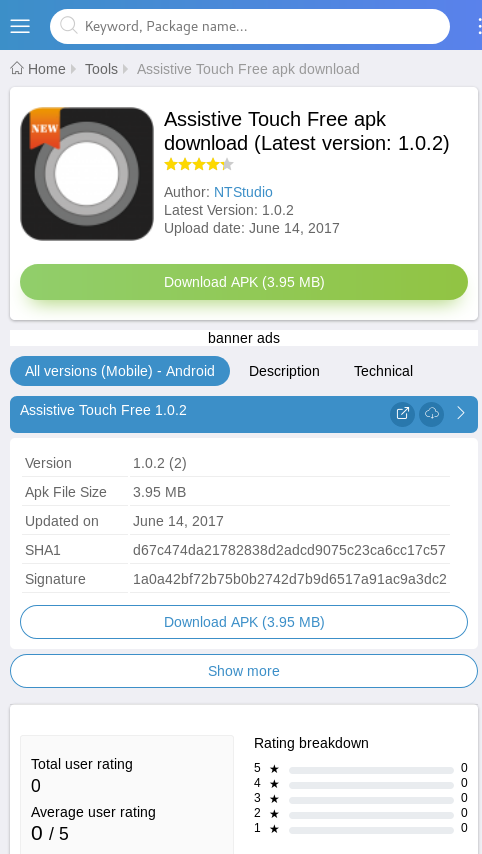 Keyword, Package name...
Home Tools Assistive Touch Free apk download
NEW
Assistive Touch Free apk
download (Latest version: 1.0.2)
Author: NTStudio
Latest Version: 1.0.2
Upload date: June 14, 2017
Download APK (3.95 MB)
banner ads
All versions (Mobile) - Android Description Technical
Assistive Touch Free 1.0.2
Version 1.0.2 (2)
Apk File Size 3.95 MB
Updated on June 14, 2017
SHA1 d67c474da21782838d2adcd9075c23ca6cc17c57
Signature 1a0a42bf72b75b0b2742d7b9d6517a91ac9a3dc2
Download APK (3.95 MB)
Show more
Total user rating
0
Average user rating
0 / 5
Rating breakdown
5 ★ 0
4 ★ 0
3 ★ 0
2 ★ 0
1 ★ 0